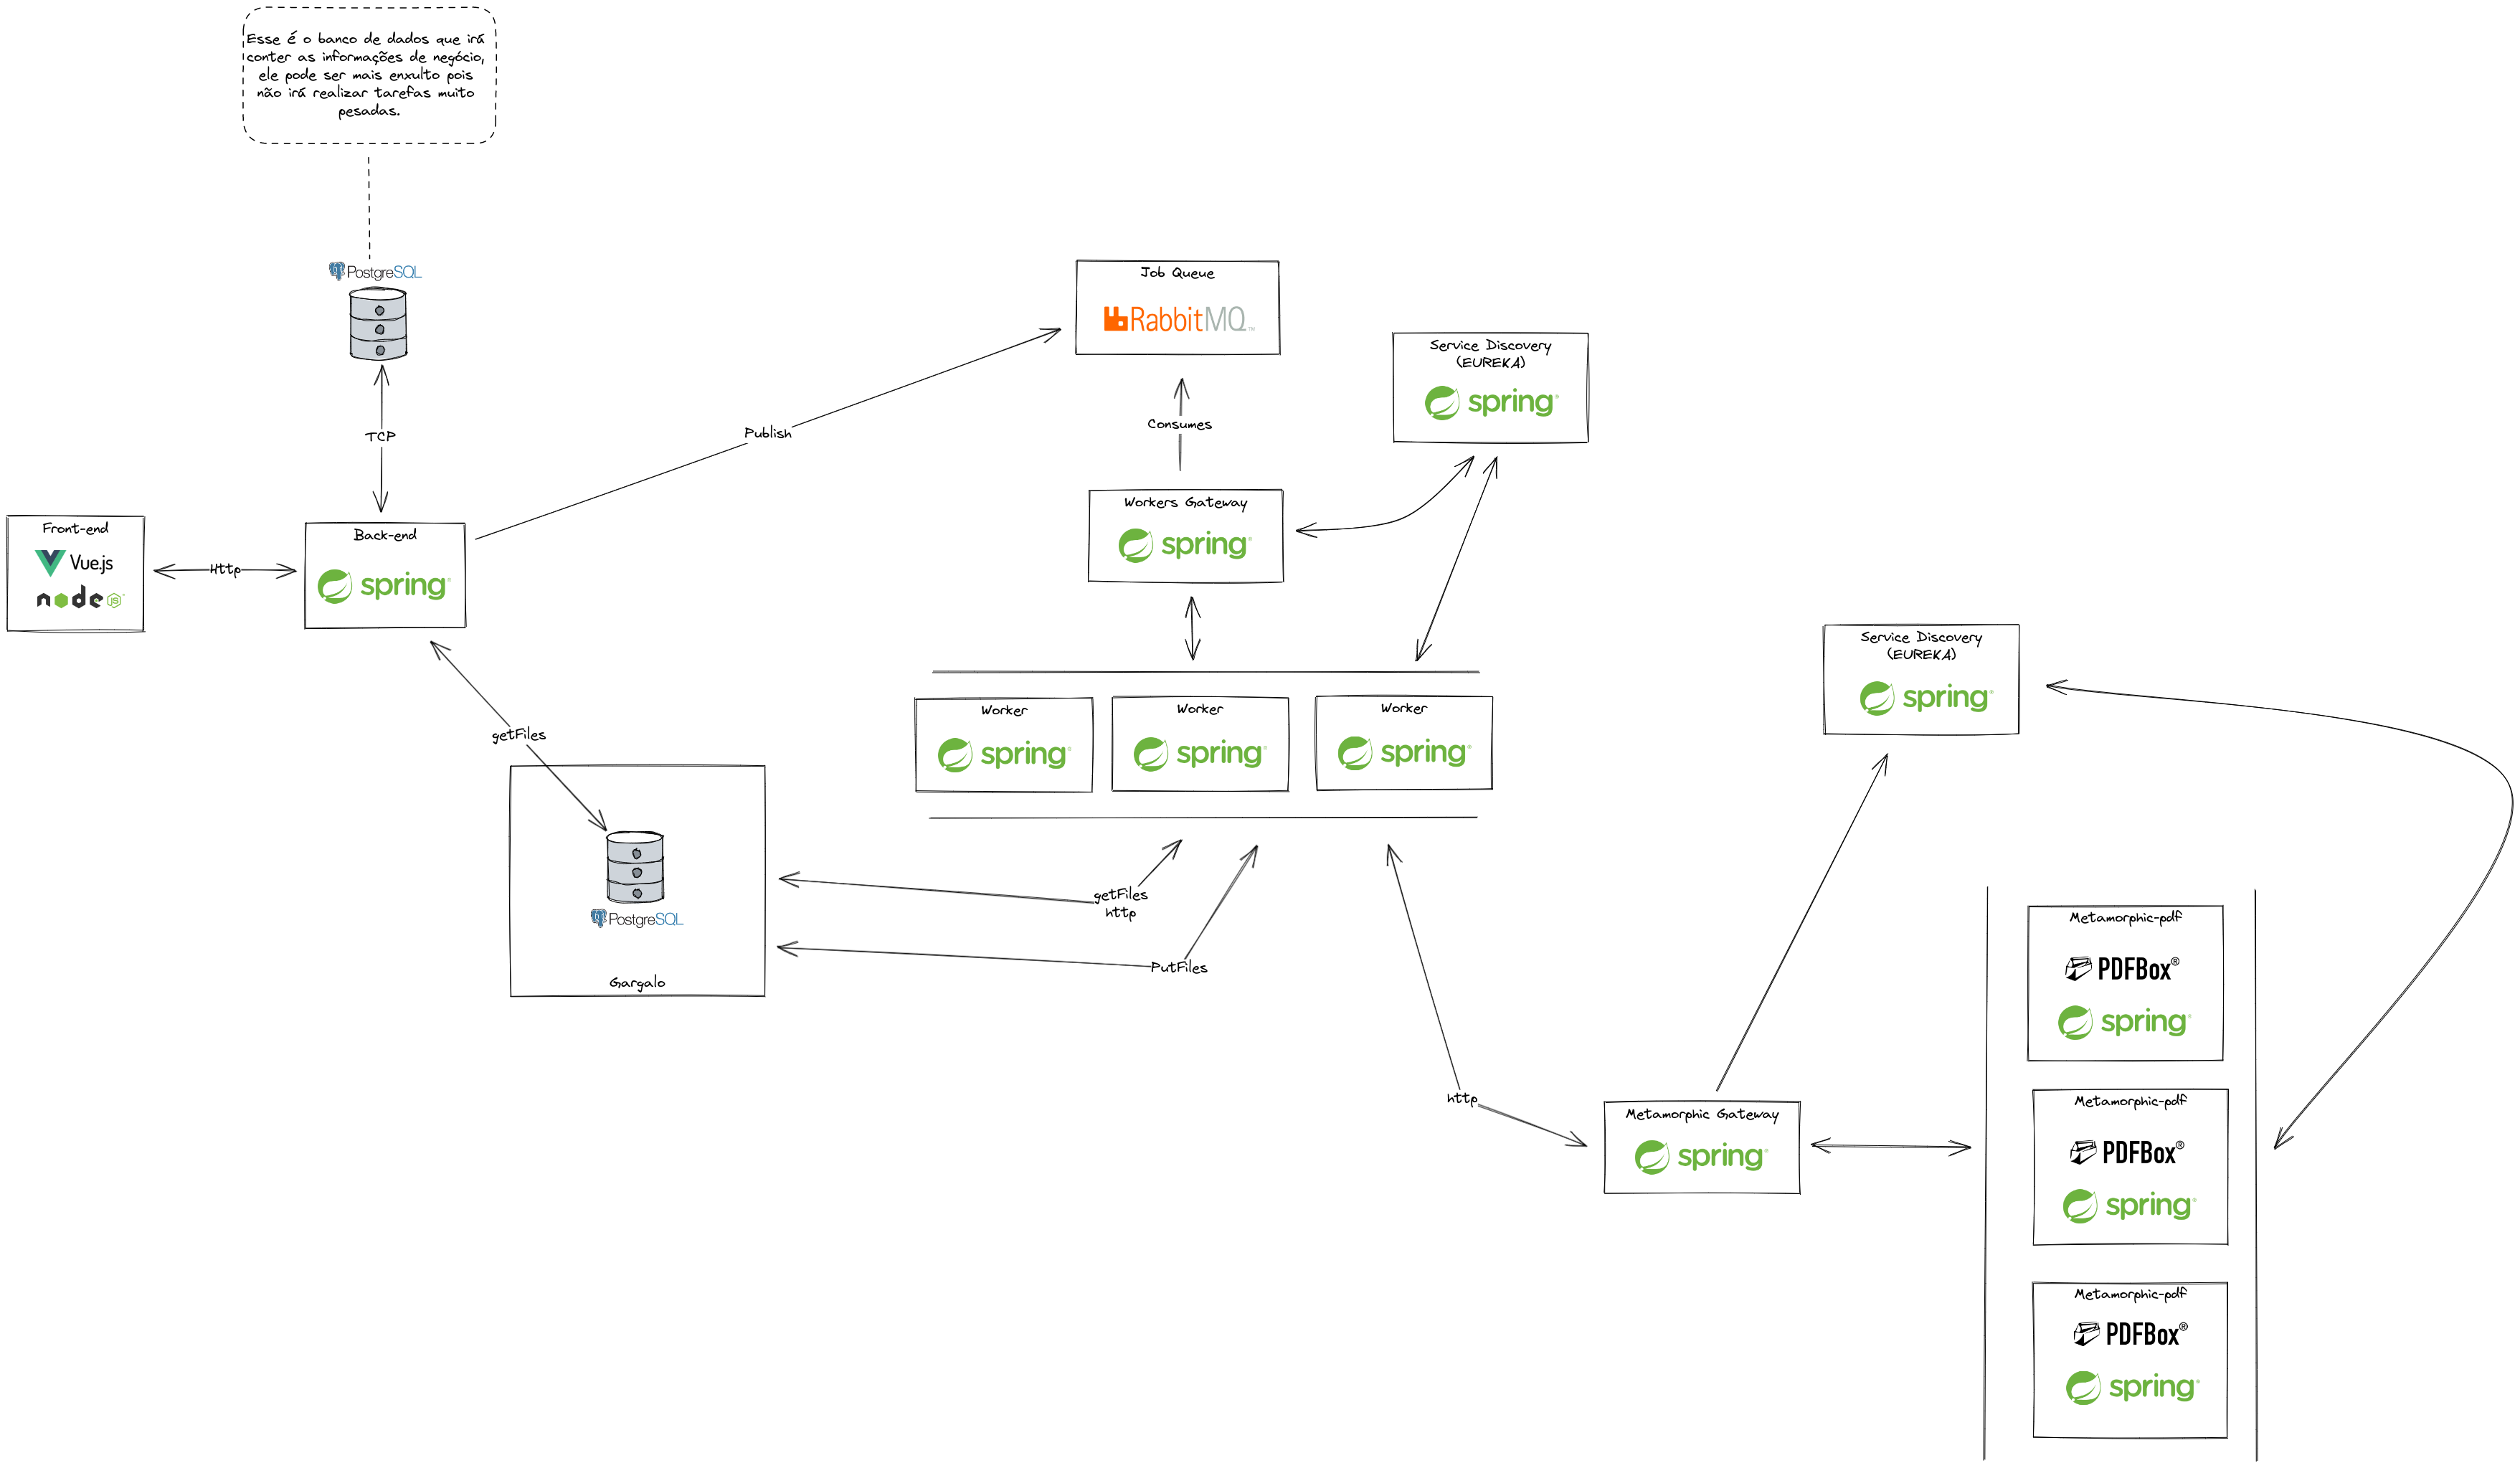 Esse é o banco de dados que irá
conter as informações de negócio,
ele pode ser mais enxulto pois
não irá realizar tarefas muito
pesadas.
PostgreSQL
TCP
Front-end
Vue.js
node JS
Http
Back-end
spring
Publish
Job Queue
RabbitMQ
Consumes
Service Discovery
(EUREKA)
spring
Workers Gateway
spring
Worker
spring
Worker
spring
Worker
spring
getFiles
PostgreSQL
Gargalo
getFiles
http
PutFiles
http
Service Discovery
(EUREKA)
spring
Metamorphic Gateway
spring
Metamorphic-pdf
PDFBox®
spring
Metamorphic-pdf
PDFBox®
spring
Metamorphic-pdf
PDFBox®
spring